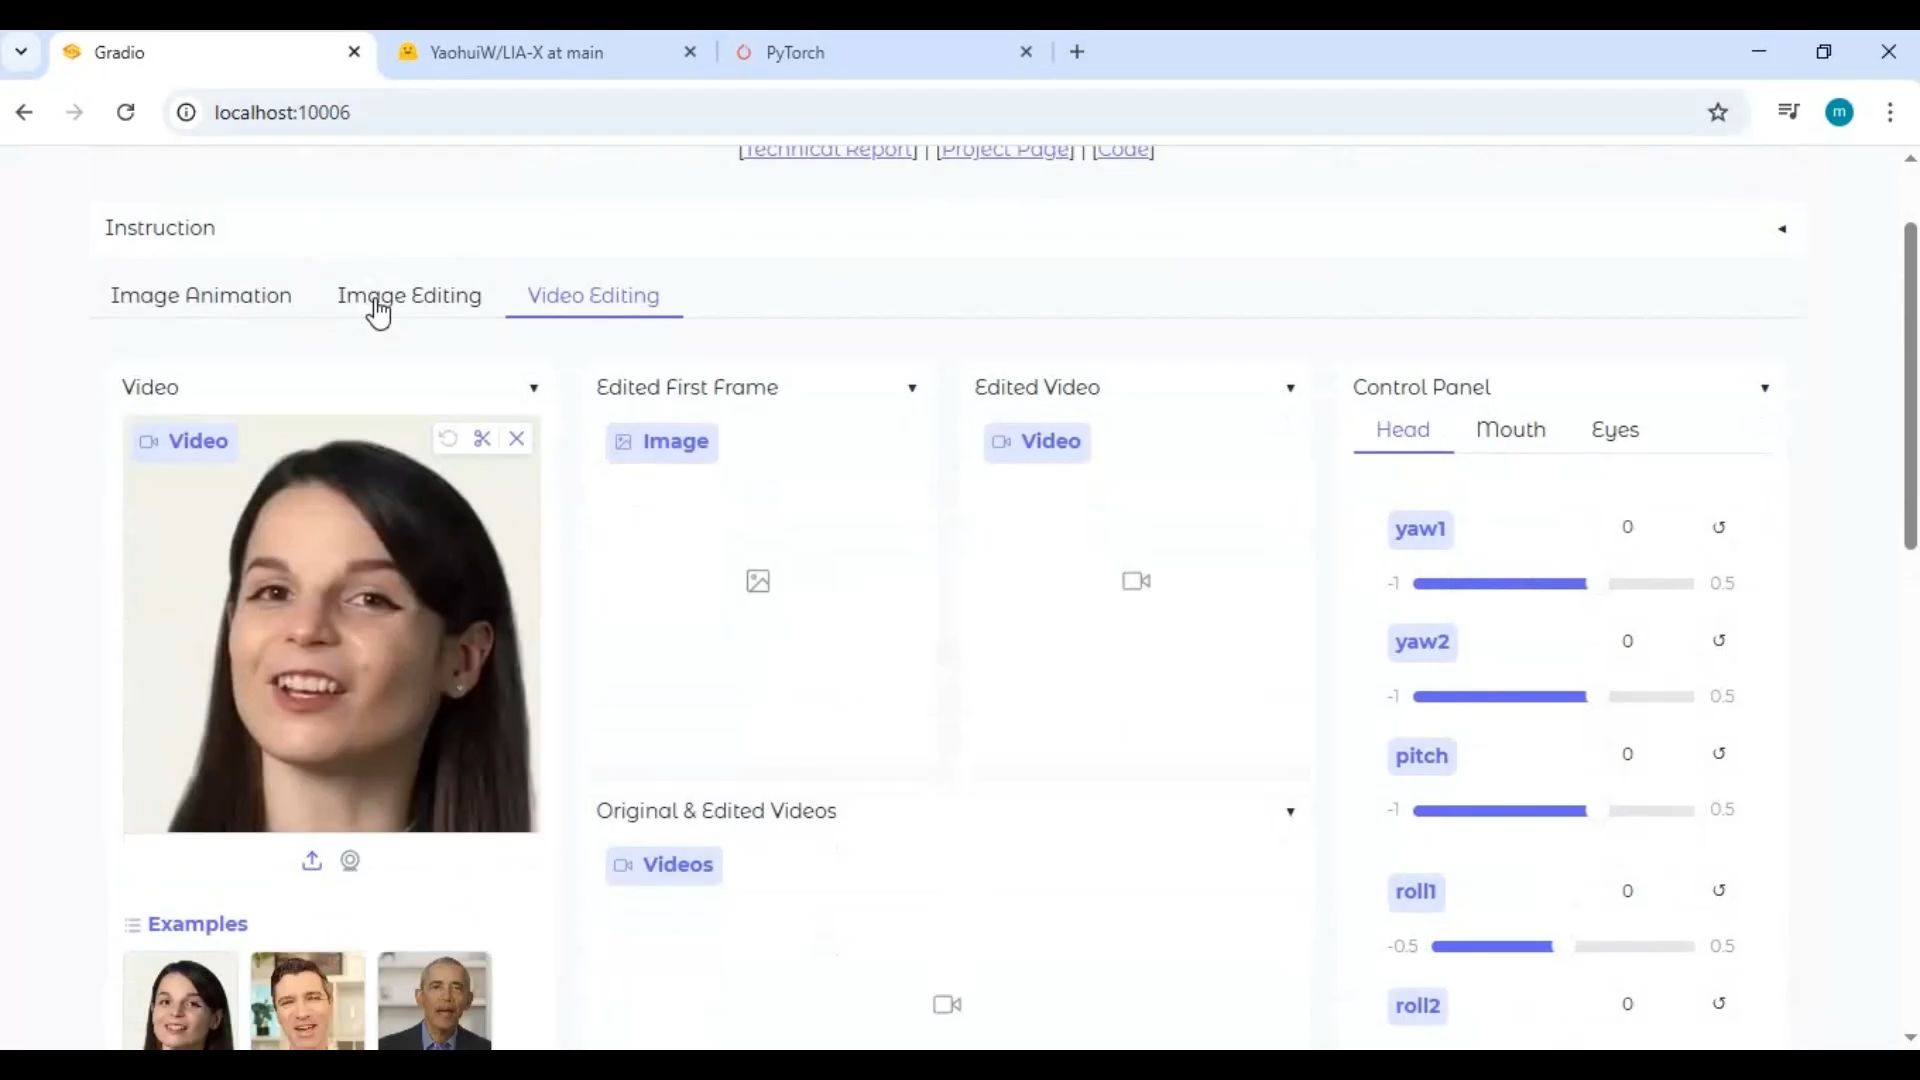 Gradio
YaohuiW/LIA-X at main
PyTorch
localhost:10006
m
[Technical Report] | [Project Page] | [Code]
Instruction
Image Animation
Image Editing
Video Editing
Video
Video
Examples
Edited First Frame
Image
Edited Video
Video
Original & Edited Videos
Videos
Control Panel
Head Mouth Eyes
yaw1 0
-1 0.5
yaw2 0
-1 0.5
pitch 0
-1 0.5
roll1 0
-0.5 0.5
roll2 0